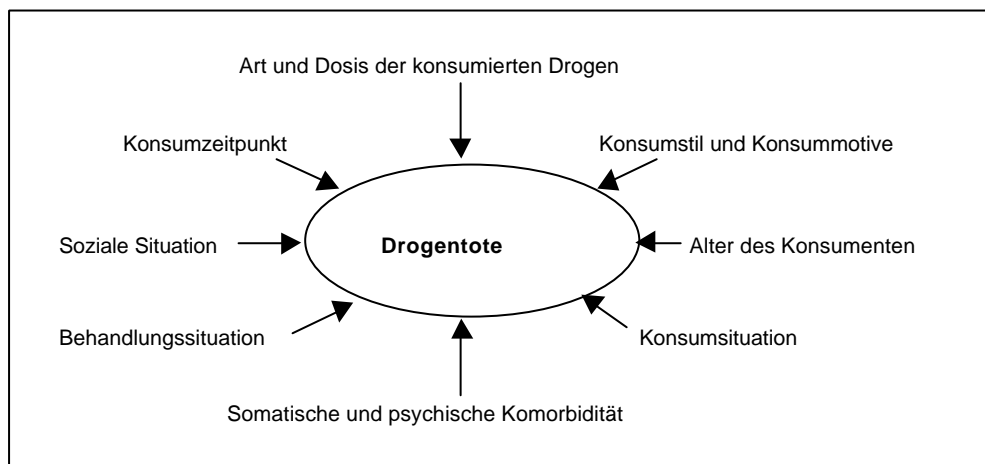 Art und Dosis der konsumierten Drogen
Konsumzeitpunkt
Konsumstil und Konsummotive
Soziale Situation
Drogentote
Alter des Konsumenten
Behandlungssituation
Konsumsituation
Somatische und psychische Komorbidität